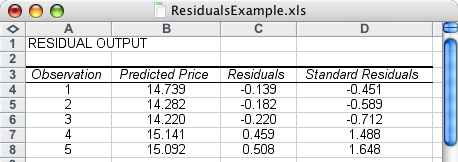 ResidualsExample.xls
A B C D
1 RESIDUAL OUTPUT
2
3 Observation Predicted Price Residuals Standard Residuals
4 1 14.739 -0.139 -0.451
5 2 14.282 -0.182 -0.589
6 3 14.220 -0.220 -0.712
7 4 15.141 0.459 1.488
8 5 15.092 0.508 1.648